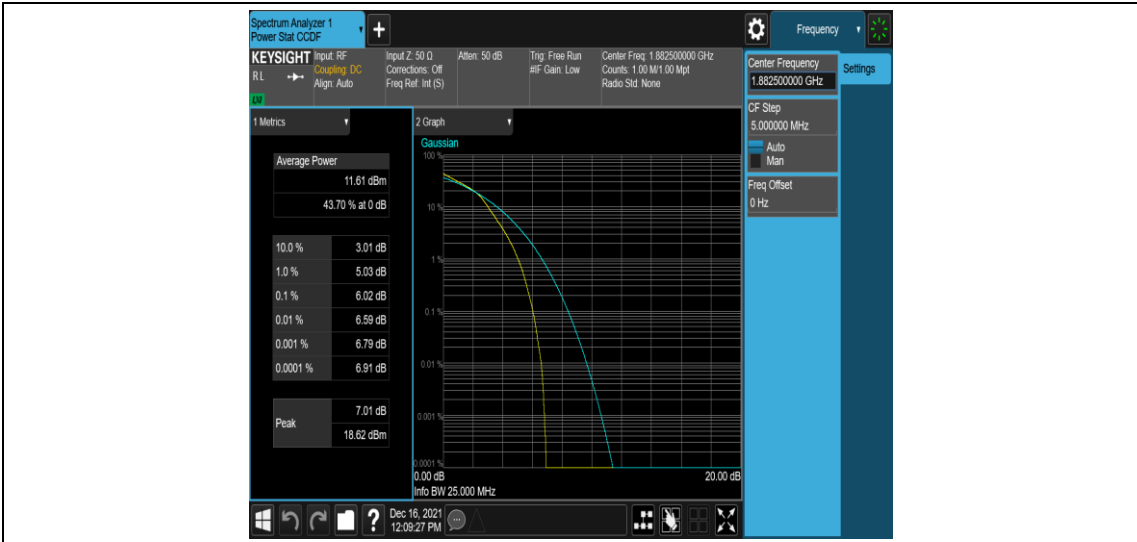 Spectrum Analyzer 1
Power Stat CCDF
+
Frequency
KEYSIGHT
RL
LXI
Input: RF
Coupling: DC
Align: Auto
Input Z: 50 Ω
Corrections: Off
Freq Ref: Int (S)
Atten: 50 dB
Trig: Free Run
#IF Gain: Low
Center Freq: 1.882500000 GHz
Counts: 1.00 M/1.00 Mpt
Radio Std: None
Center Frequency
1.882500000 GHz
Settings
CF Step
5.000000 MHz
Auto
Man
Freq Offset
0 Hz
1 Metrics
Average Power
11.61 dBm
43.70 % at 0 dB
10.0 % 3.01 dB
1.0 % 5.03 dB
0.1 % 6.02 dB
0.01 % 6.59 dB
0.001 % 6.79 dB
0.0001 % 6.91 dB
Peak
7.01 dB
18.62 dBm
2 Graph
Gaussian
100 %
10 %
1 %
0.1 %
0.01 %
0.001 %
0.0001 %
0.00 dB 20.00 dB
Info BW 25.000 MHz
?
Dec 16, 2021
12:09:27 PM